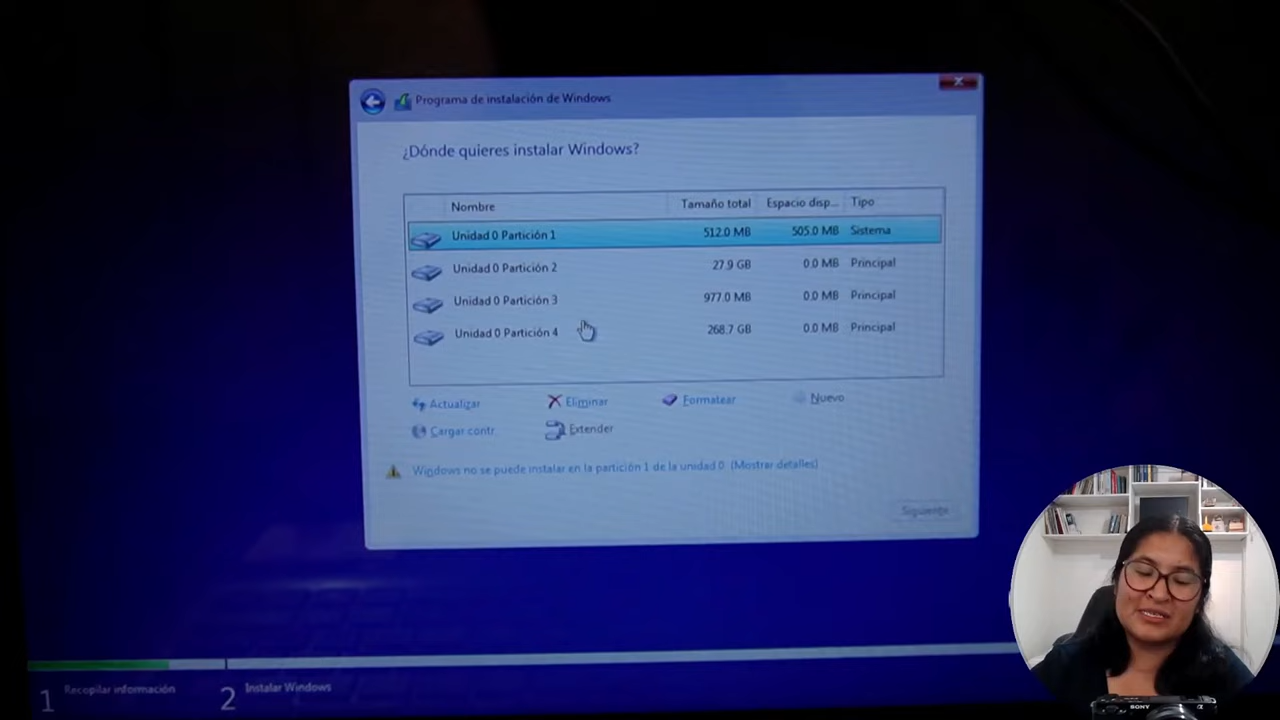 Programa de instalación de Windows
¿Dónde quieres instalar Windows?
Nombre Tamaño total Espacio disp... Tipo
Unidad 0 Partición 1 512.0 MB 505.0 MB Sistema
Unidad 0 Partición 2 27.9 GB 0.0 MB Principal
Unidad 0 Partición 3 977.0 MB 0.0 MB Principal
Unidad 0 Partición 4 268.7 GB 0.0 MB Principal
Actualizar Eliminar Formatear Nuevo
Cargar contr Extender
Windows no se puede instalar en la partición 1 de la unidad 0. (Mostrar detalles)
Siguiente
1 Recopilar información 2 Instalar Windows
SONY